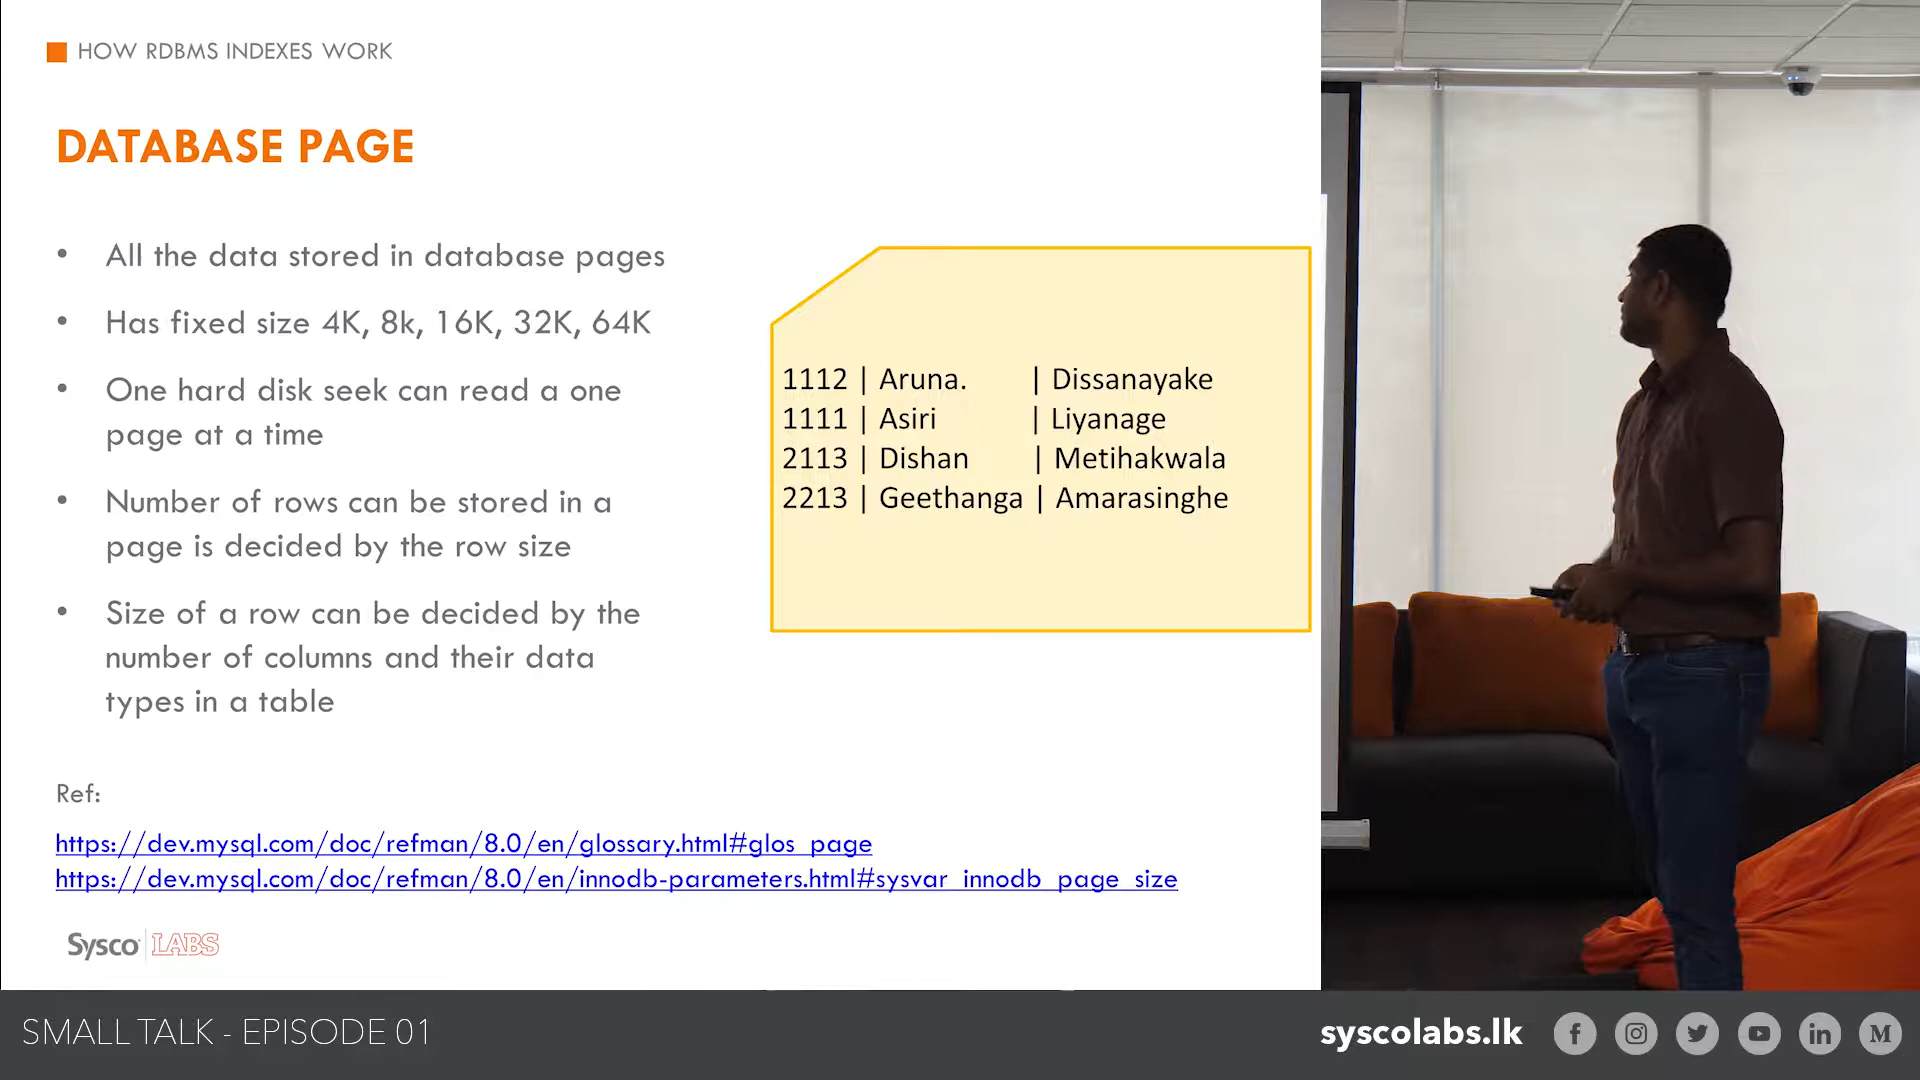 HOW RDBMS INDEXES WORK
DATABASE PAGE
• All the data stored in database pages
• Has fixed size 4K, 8k, 16K, 32K, 64K
• One hard disk seek can read a one
page at a time
• Number of rows can be stored in a
page is decided by the row size
• Size of a row can be decided by the
number of columns and their data
types in a table
1112 | Aruna. | Dissanayake
1111 | Asiri | Liyanage
2113 | Dishan | Metihakwala
2213 | Geethanga | Amarasinghe
Ref:
https://dev.mysql.com/doc/refman/8.0/en/glossary.html#glos_page
https://dev.mysql.com/doc/refman/8.0/en/innodb-parameters.html#sysvar_innodb_page_size
Sysco | LABS
SMALL TALK - EPISODE 01
syscolabs.lk